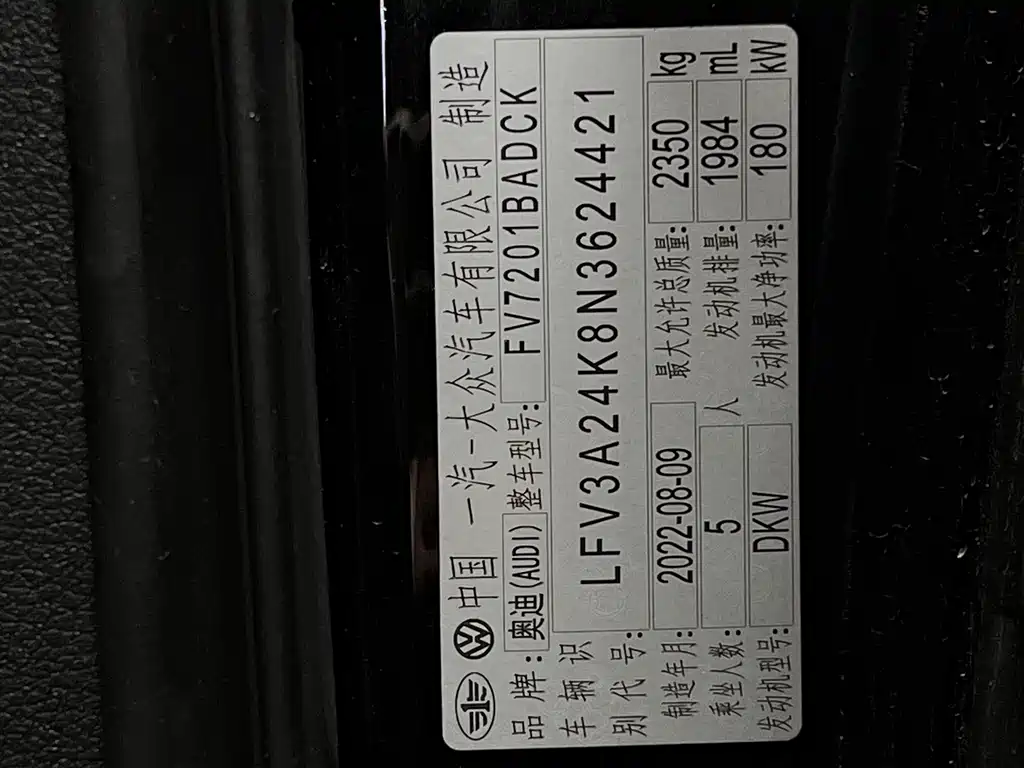 中国 一汽-大众汽车有限公司 制造
品牌: 奥迪(AUDI) 整车型号: FV7201BADCK
车辆识别代号: LFV3A24K8N3624421
制造年月: 2022-08-09 最大允许总质量: 2350 kg
乘坐人数: 5 人 发动机排量: 1984 mL
发动机型号: DKW 发动机最大净功率: 180 kW